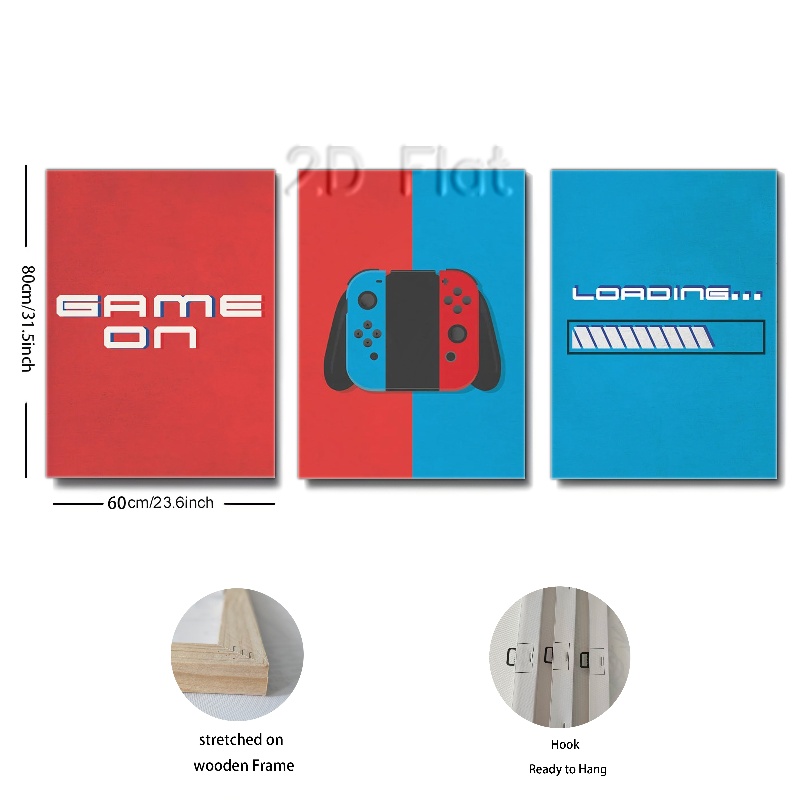 2D Flat
80cm/31.5inch
GAME
ON
LOADING...
60cm/23.6inch
stretched on
wooden Frame
Hook
Ready to Hang